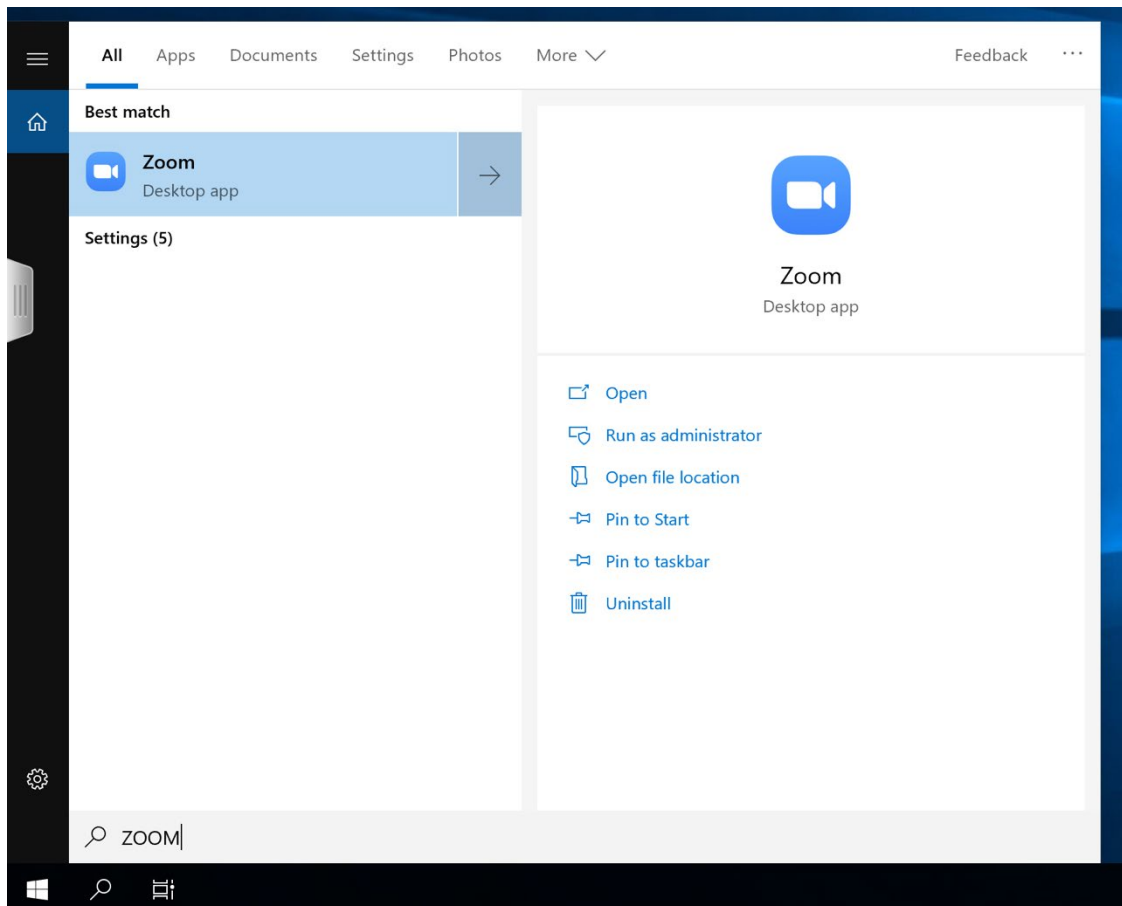 All Apps Documents Settings Photos More Feedback ...
Best match
Zoom
Desktop app
Settings (5)
Zoom
Desktop app
Open
Run as administrator
Open file location
Pin to Start
Pin to taskbar
Uninstall
ZOOM